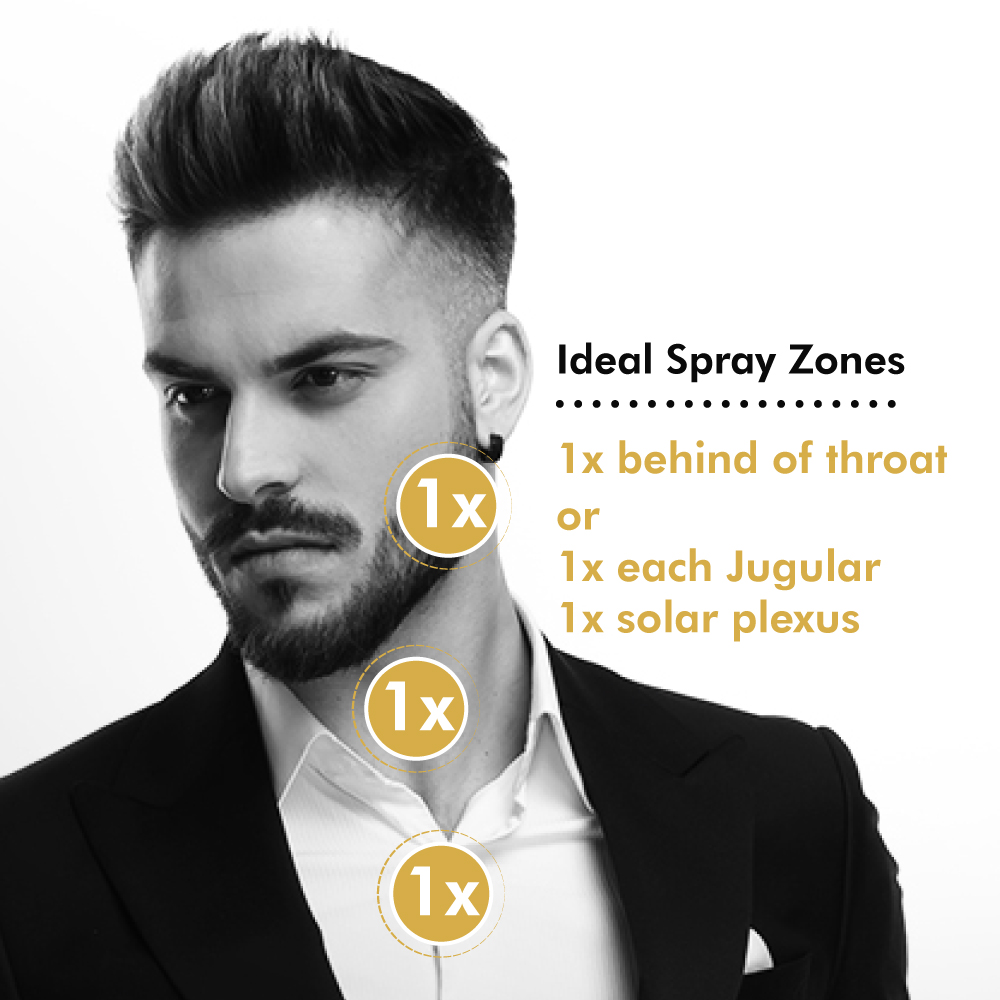 Ideal Spray Zones
1x behind of throat
or
1x each Jugular
1x solar plexus
1x
1x
1x